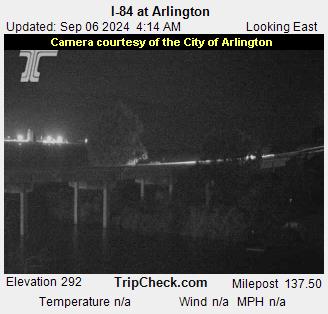 I-84 at Arlington
Updated: Sep 06 2024 4:14 AM Looking East
Camera courtesy of the City of Arlington
Elevation 292 TripCheck.com Milepost 137.50
Temperature n/a Wind n/a MPH n/a